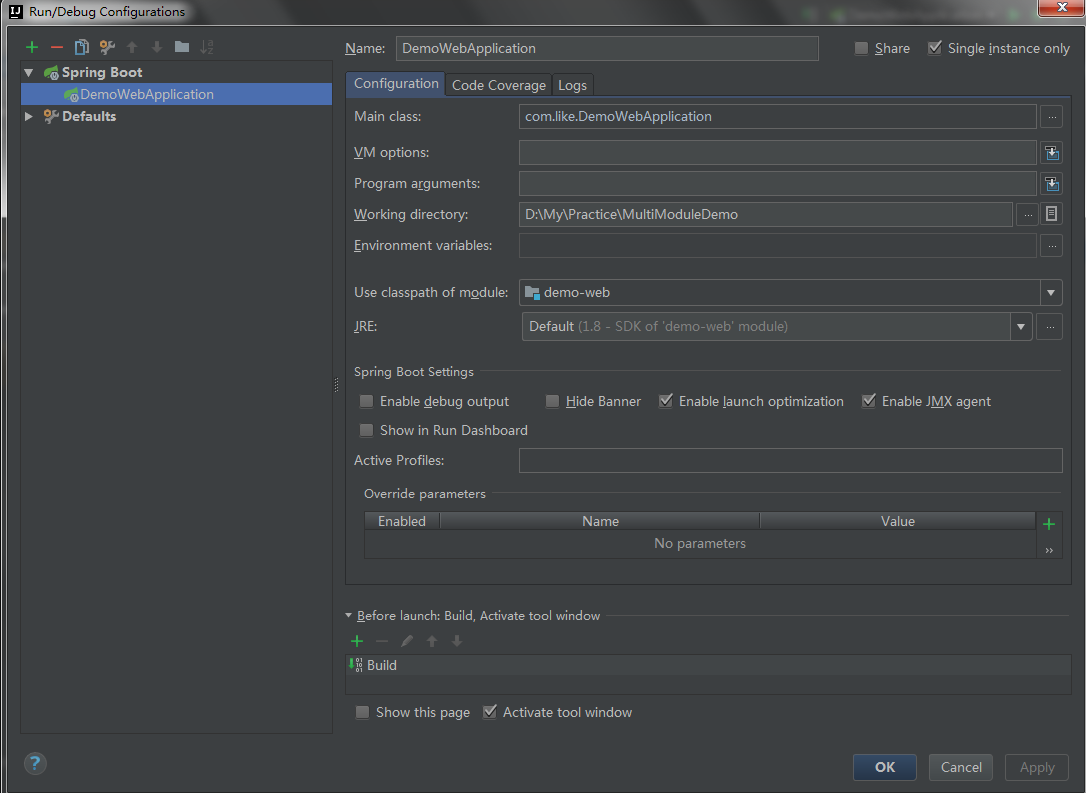 Run/Debug Configurations
Name: DemoWebApplication Share Single instance only
Spring Boot
DemoWebApplication
Defaults
Configuration Code Coverage Logs
Main class: com.like.DemoWebApplication ...
VM options:
Program arguments:
Working directory: D:\My\Practice\MultiModuleDemo ...
Environment variables: ...
Use classpath of module: demo-web
JRE: Default (1.8 - SDK of 'demo-web' module) ...
Spring Boot Settings
Enable debug output Hide Banner Enable launch optimization Enable JMX agent
Show in Run Dashboard
Active Profiles:
Override parameters
Enabled Name Value
No parameters
Before launch: Build, Activate tool window
Build
Show this page Activate tool window
OK Cancel Apply